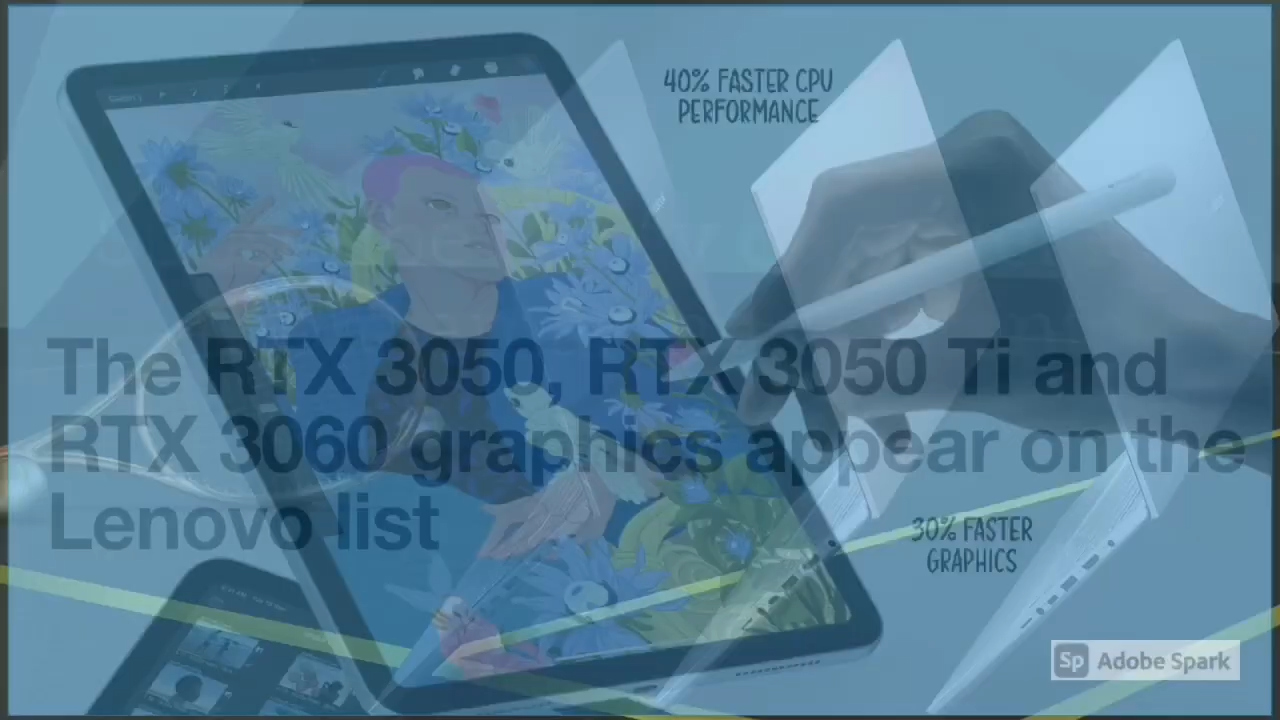 40% FASTER CPU
PERFORMANCE
The RTX 3050, RTX 3050 Ti and
RTX 3060 graphics appear on the
Lenovo list
30% FASTER
GRAPHICS
Sp Adobe Spark